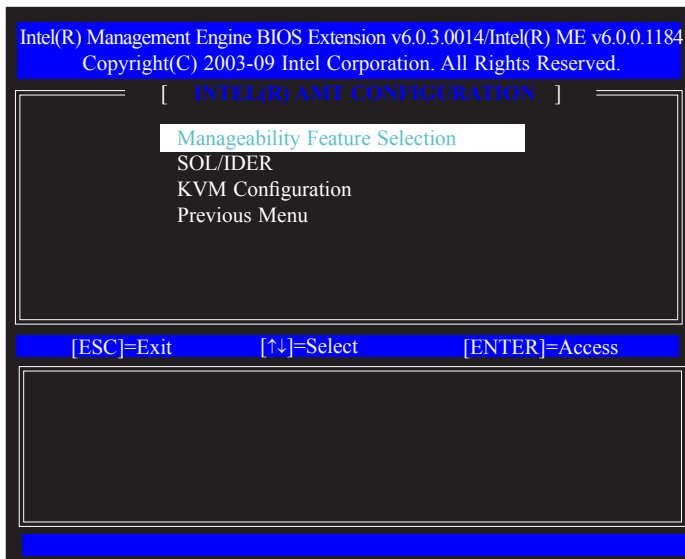 Intel(R) Management Engine BIOS Extension v6.0.3.0014/Intel(R) ME v6.0.0.1184
Copyright(C) 2003-09 Intel Corporation. All Rights Reserved.
[ INTEL(R) AMT CONFIGURATION ]
Manageability Feature Selection
SOL/IDER
KVM Configuration
Previous Menu
[ESC]=Exit [↑↓]=Select [ENTER]=Access